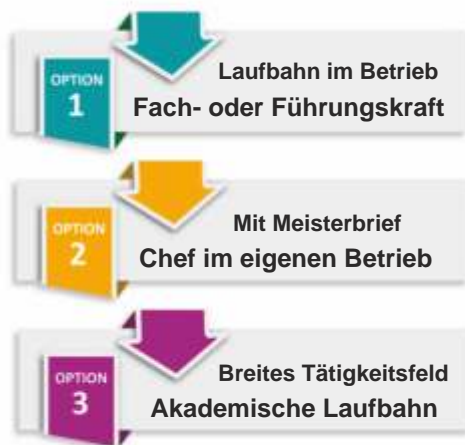 OPTION
1
Laufbahn im Betrieb
Fach- oder Führungskraft
OPTION
2
Mit Meisterbrief
Chef im eigenen Betrieb
OPTION
3
Breites Tätigkeitsfeld
Akademische Laufbahn